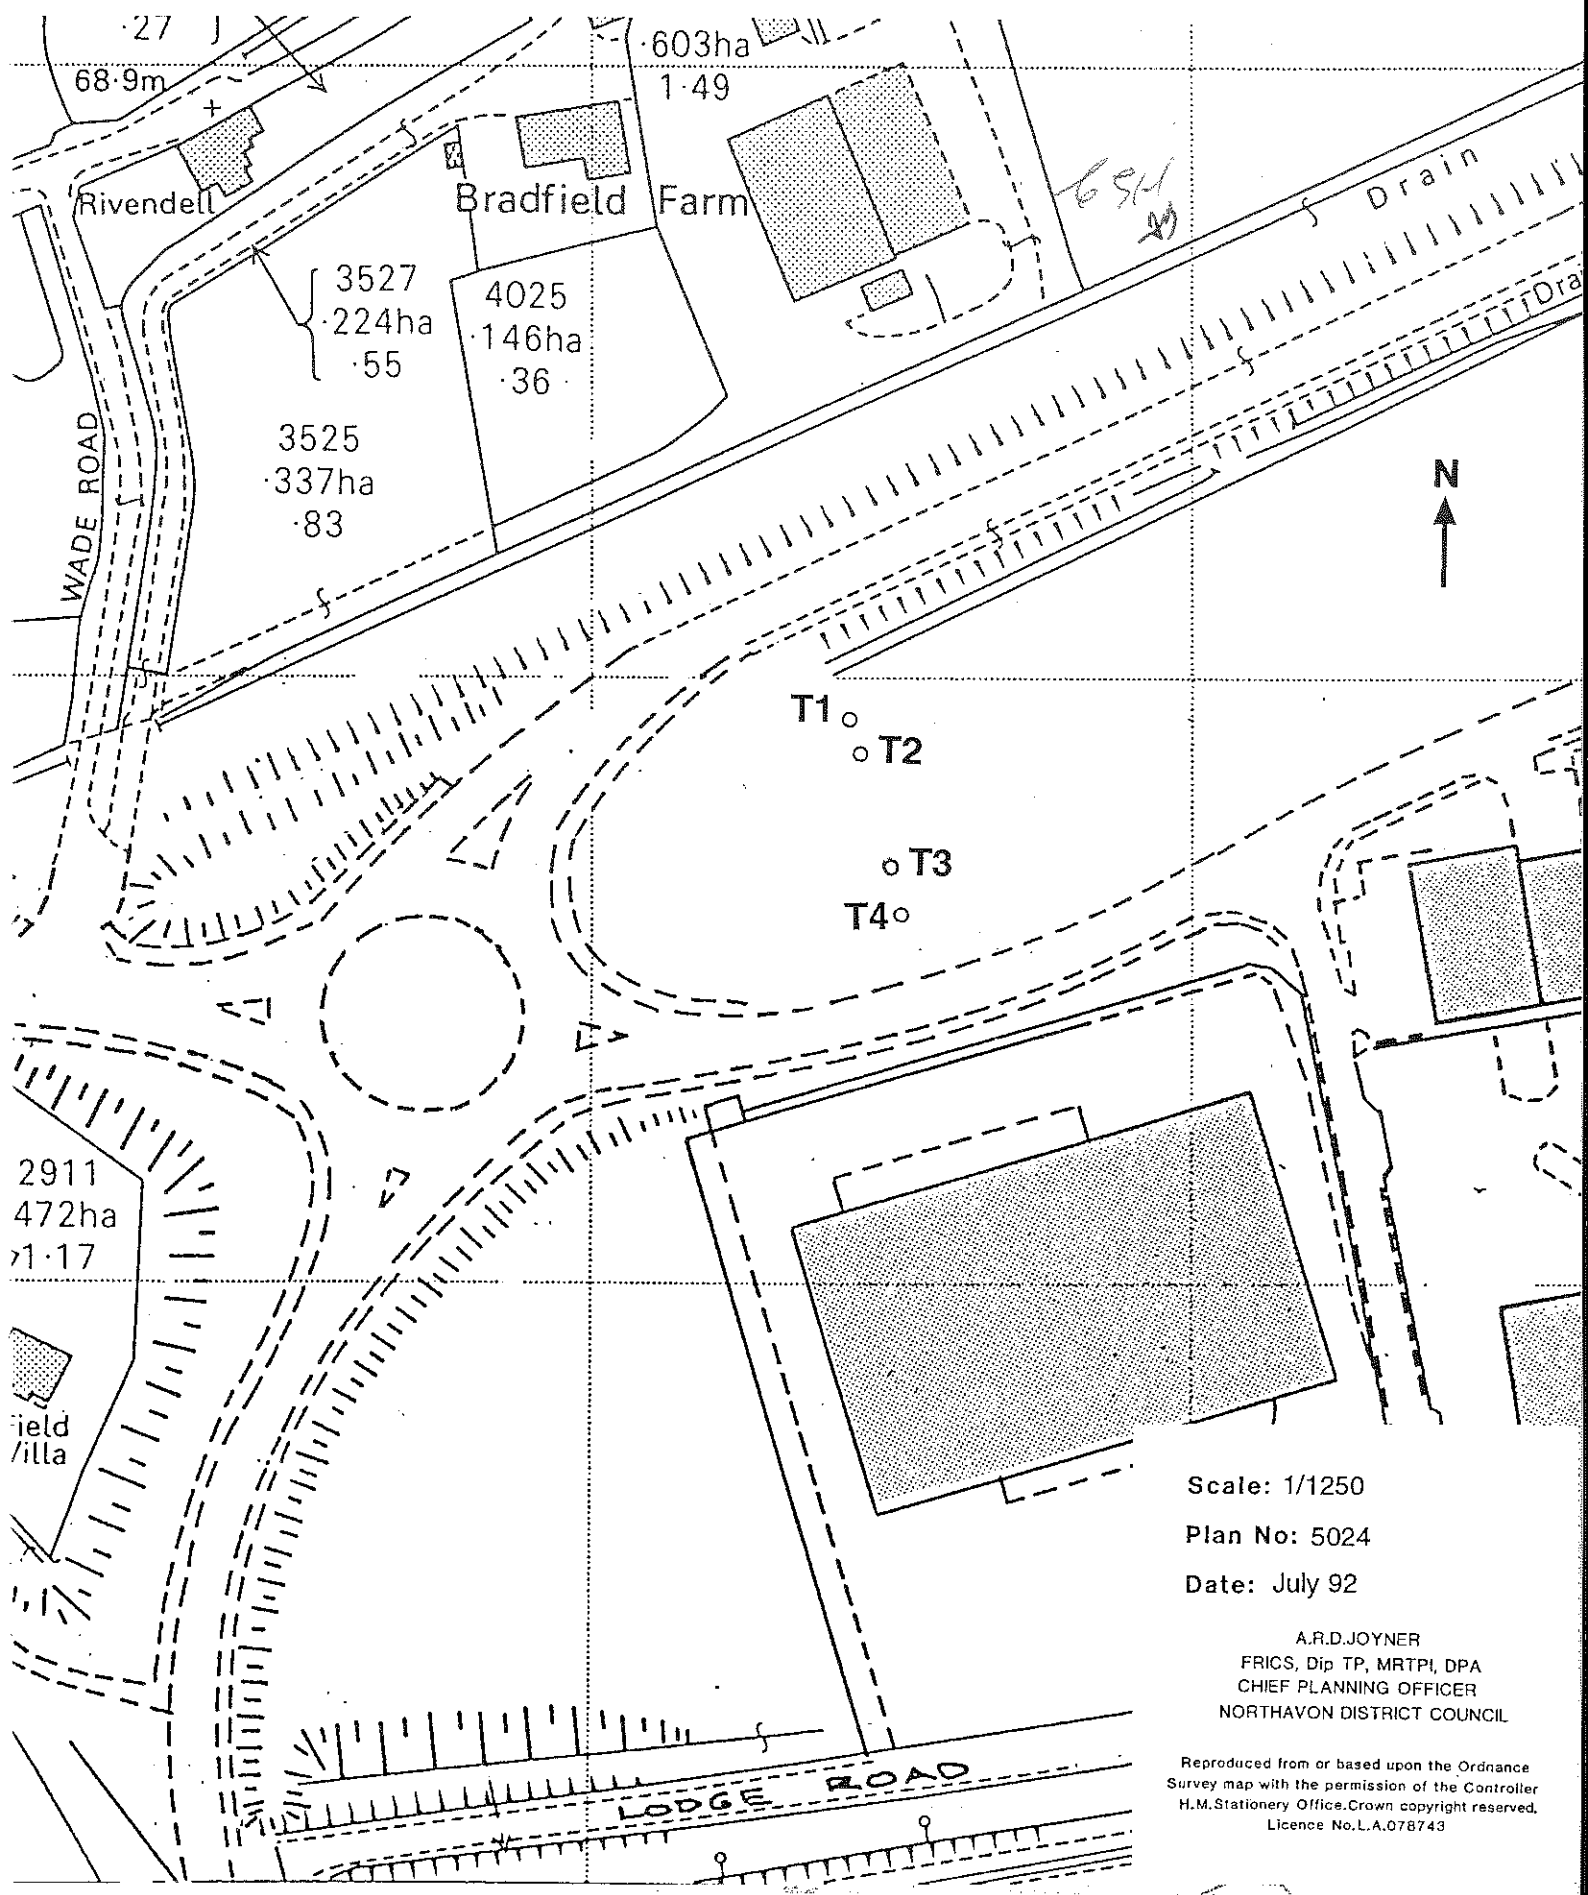 ·27
68·9m
·603ha
1·49
Rivendell
Bradfield Farm
3527
·224ha
·55
4025
·146ha
·36
3525
·337ha
·83
WADE ROAD
Drain
Dra
N
T1
T2
T3
T4
2911
472ha
1·17
ield
illa
Scale: 1/1250
Plan No: 5024
Date: July 92
A.R.D.JOYNER
FRICS, Dip TP, MRTPI, DPA
CHIEF PLANNING OFFICER
NORTHAVON DISTRICT COUNCIL
Reproduced from or based upon the Ordnance
Survey map with the permission of the Controller
H.M.Stationery Office.Crown copyright reserved.
Licence No.L.A.078743
LODGE ROAD